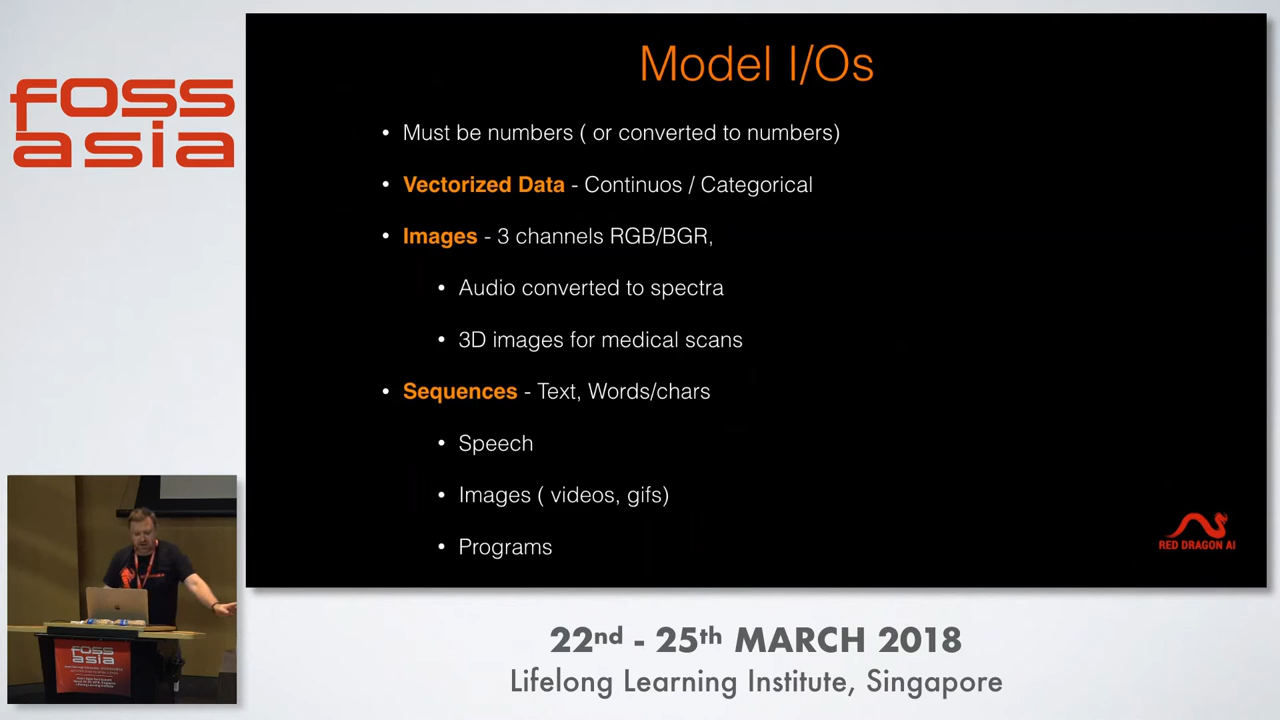 foss
asia
Model I/Os
• Must be numbers ( or converted to numbers)
• Vectorized Data - Continuos / Categorical
• Images - 3 channels RGB/BGR,
• Audio converted to spectra
• 3D images for medical scans
• Sequences - Text, Words/chars
• Speech
• Images ( videos, gifs)
• Programs
RED DRAGON AI
foss
asia
22nd - 25th MARCH 2018
Lifelong Learning Institute, Singapore